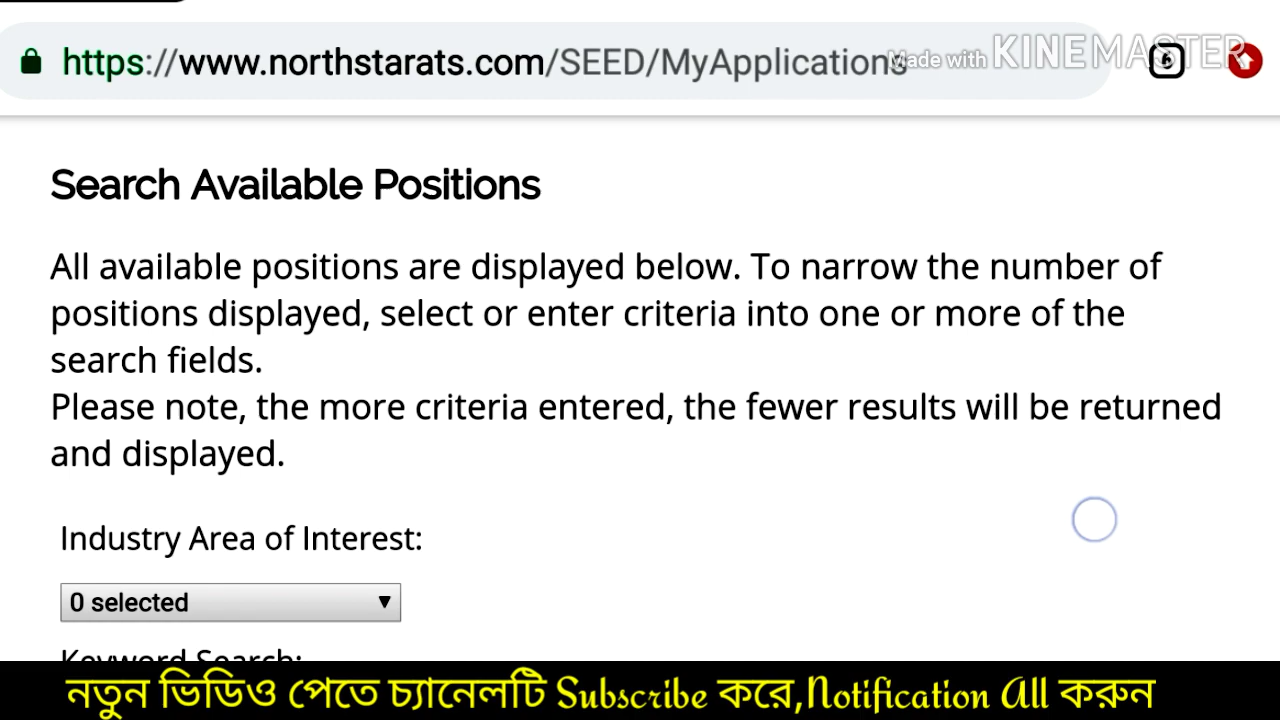 https://www.northstarats.com/SEED/MyApplications
Made with KINEMASTER
6
Search Available Positions
All available positions are displayed below. To narrow the number of
positions displayed, select or enter criteria into one or more of the
search fields.
Please note, the more criteria entered, the fewer results will be returned
and displayed.
Industry Area of Interest:
0 selected
Keyword Search:
নতুন ভিডিও পেতে চ্যানেলটি Subscribe করে,Notification All করুন